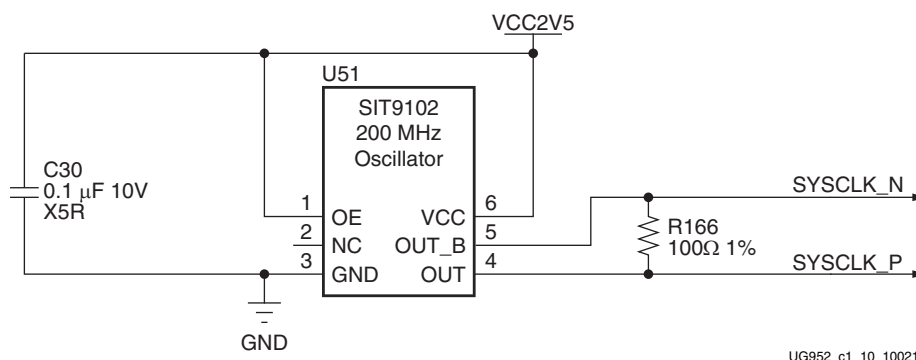 VCC2V5
U51
SIT9102
200 MHz
Oscillator
C30
0.1 μF 10V
X5R
1
OE
2
NC
3
GND
VCC
6
OUT_B
5
OUT
4
SYSCLK_N
R166
100Ω 1%
SYSCLK_P
GND
UG952_c1_10_10021